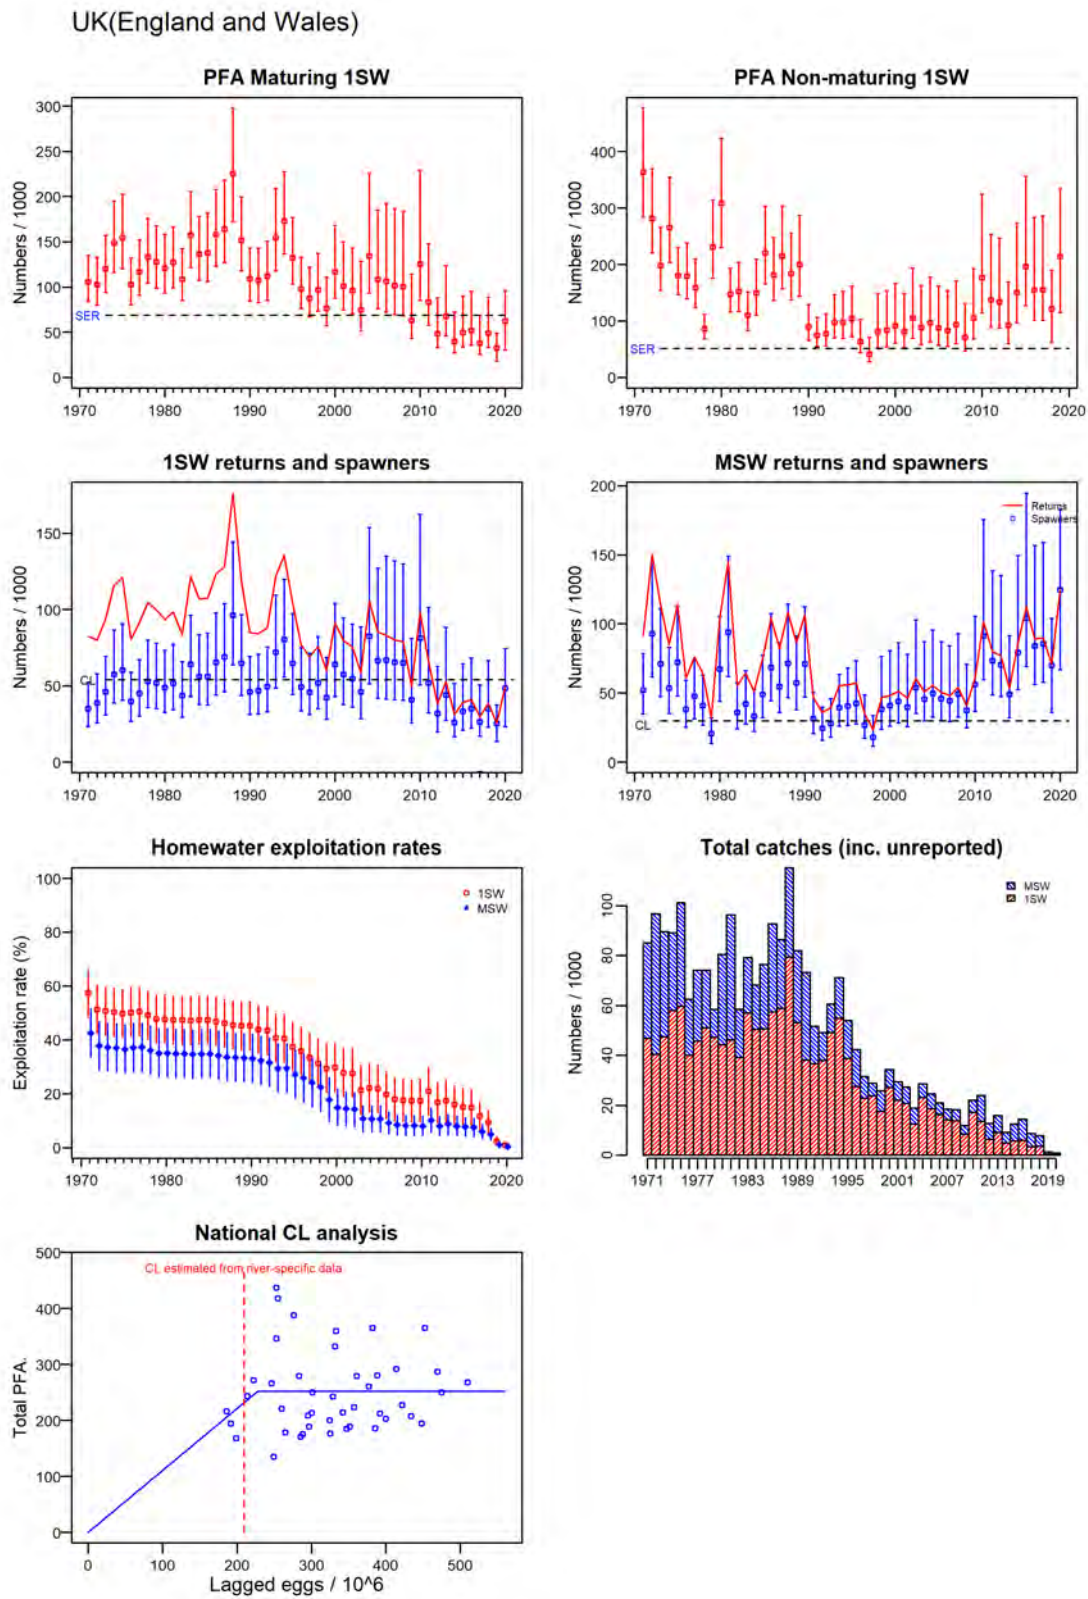 UK(England and Wales)
PFA Maturing 1SW
Numbers / 1000
300
250
200
150
100
50
0
SER
1970 1980 1990 2000 2010 2020
PFA Non-maturing 1SW
Numbers / 1000
400
300
200
100
0
SER
1970 1980 1990 2000 2010 2020
1SW returns and spawners
Numbers / 1000
150
100
50
0
CL
1970 1980 1990 2000 2010 2020
MSW returns and spawners
Numbers / 1000
200
150
100
50
0
CL
Returns
Spawners
1970 1980 1990 2000 2010 2020
Homewater exploitation rates
Exploitation rate (%)
100
80
60
40
20
0
1SW
MSW
1970 1980 1990 2000 2010 2020
Total catches (inc. unreported)
Numbers / 1000
100
80
60
40
20
0
MSW
1SW
1971 1977 1983 1989 1995 2001 2007 2013 2019
National CL analysis
Total PFA.
500
400
300
200
100
0
CL estimated from river-specific data
0 100 200 300 400 500
Lagged eggs / 10^6